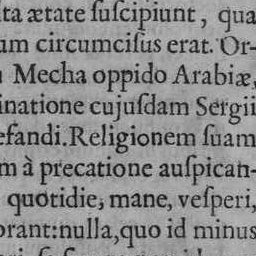 ta ætate ſuſcipiunt, qua
um circumciſus erat. Or-
Mecha oppido Arabiæ,
inatione cujuſdam Sergii
efandi. Religionem ſuam
m à precatione auſpican-
quotidie, mane, veſperi,
orant: nulla, quo id minus